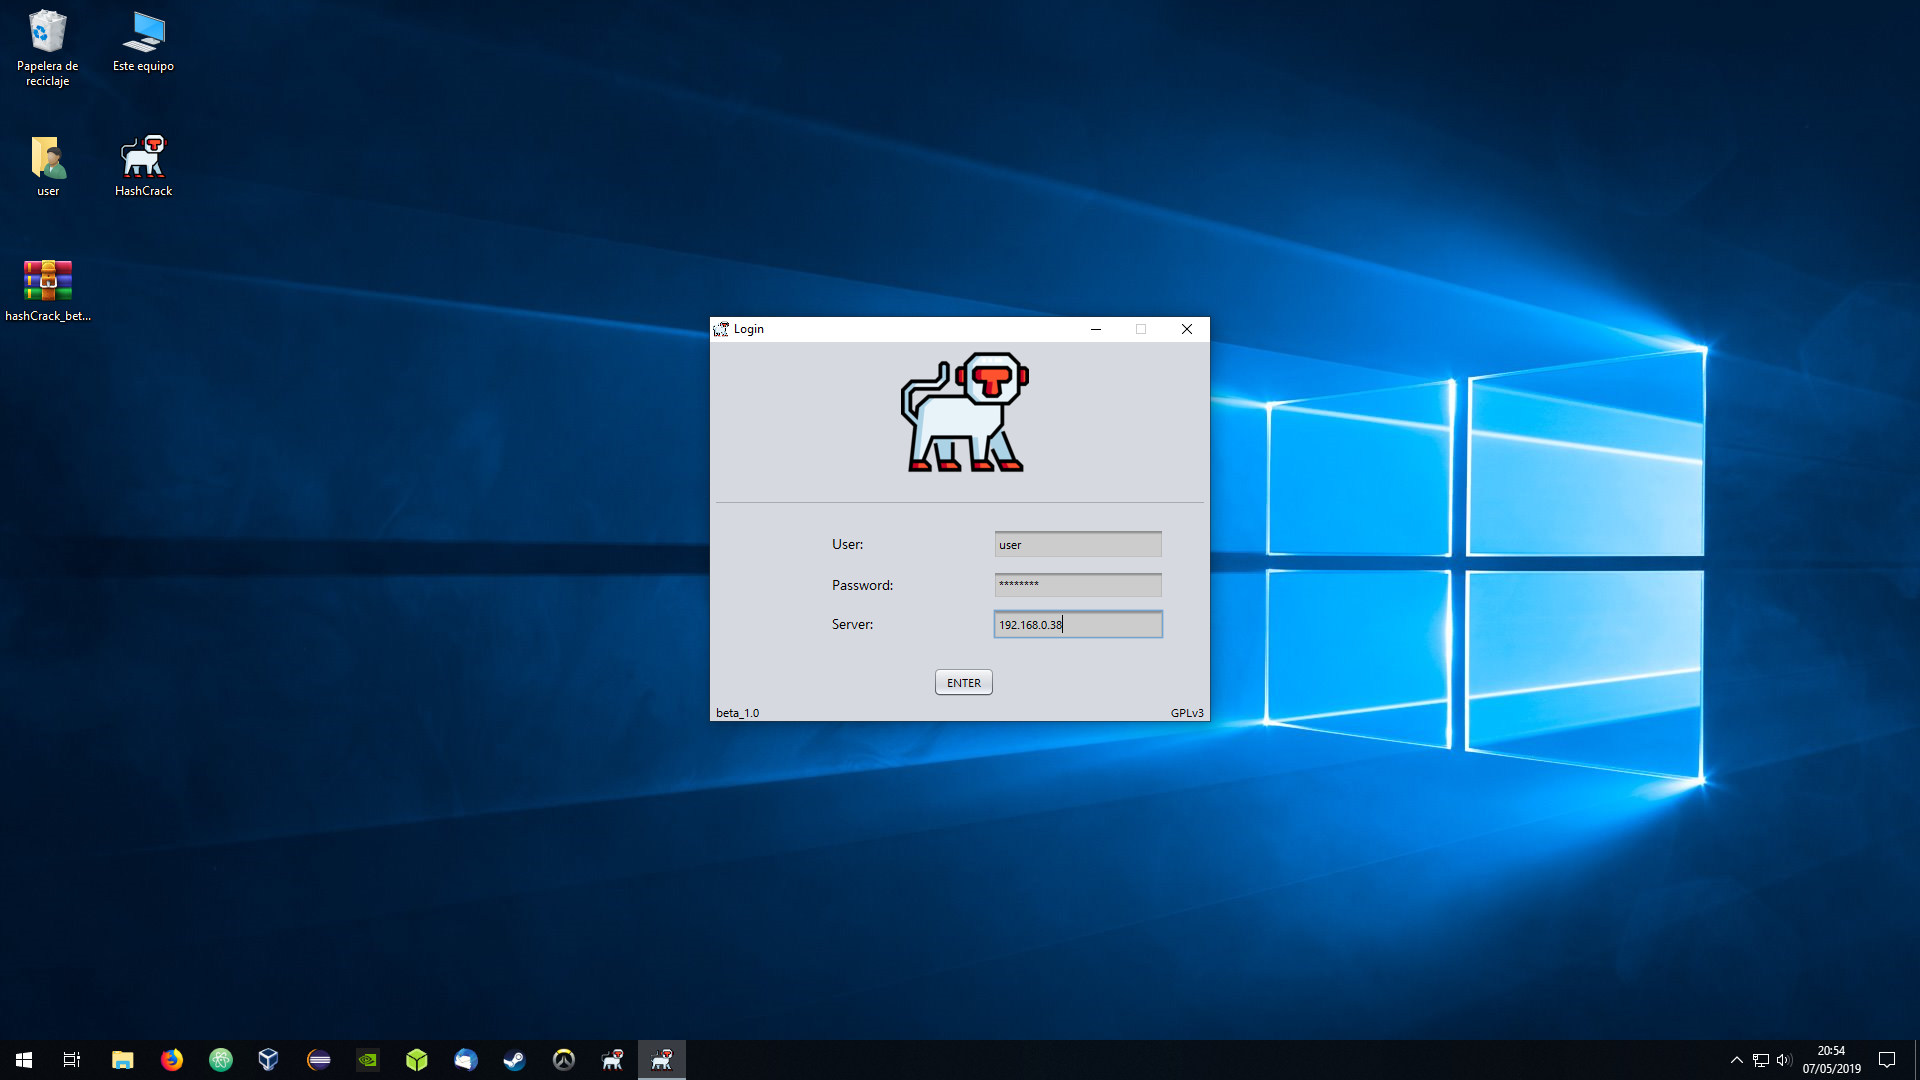 Papelera de
reciclaje
Este equipo
user
HashCrack
hashCrack_bet...
Login
User:
user
Password:
********
Server:
192.168.0.38
ENTER
beta_1.0
GPLv3
20:54
07/05/2019